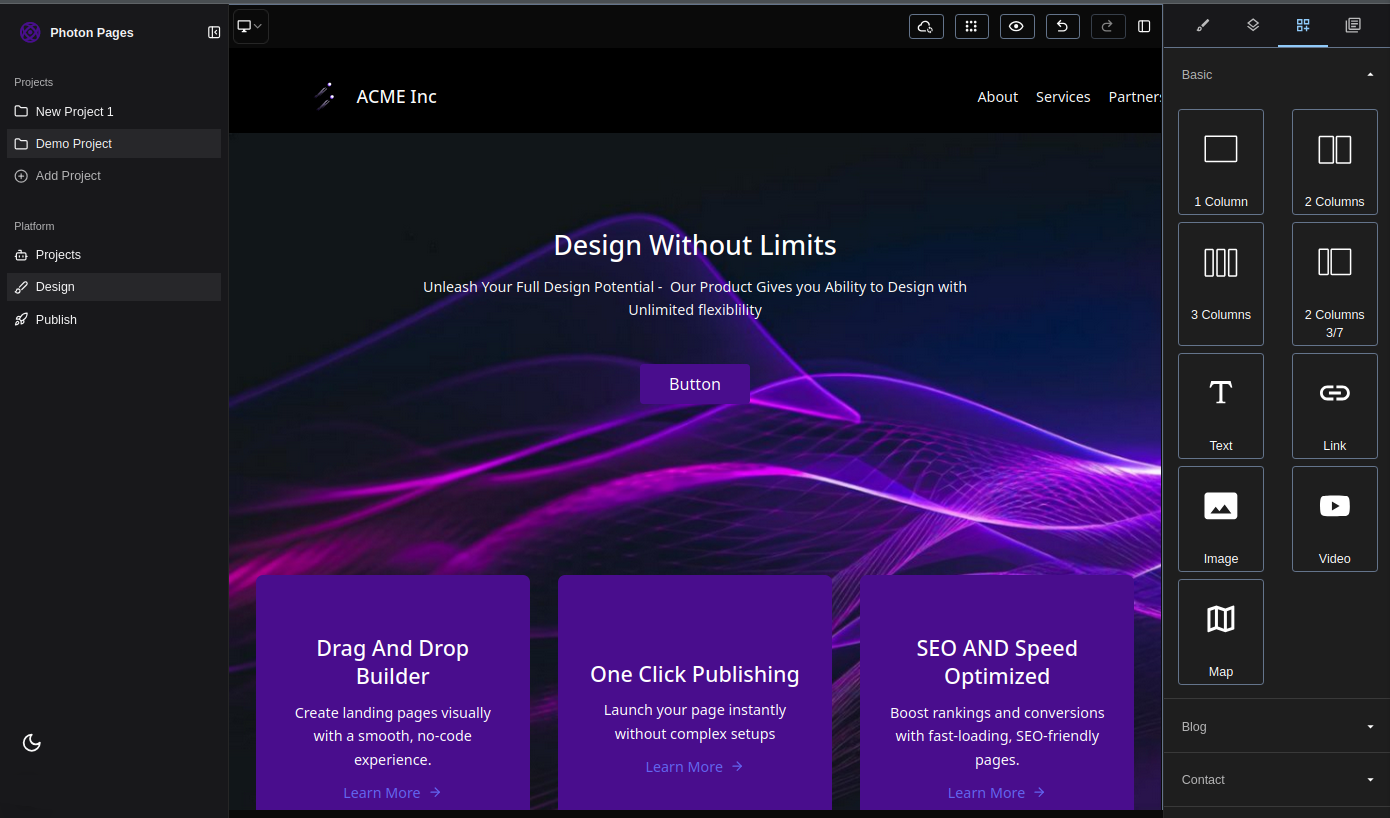 Photon Pages
Projects
New Project 1
Demo Project
Add Project
Platform
Projects
Design
Publish
ACME Inc
About
Services
Partners
Design Without Limits
Unleash Your Full Design Potential -  Our Product Gives you Ability to Design with
Unlimited flexiblility
Button
Drag And Drop
Builder
Create landing pages visually
with a smooth, no-code
experience.
Learn More
One Click Publishing
Launch your page instantly
without complex setups
Learn More
SEO AND Speed
Optimized
Boost rankings and conversions
with fast-loading, SEO-friendly
pages.
Learn More
Basic
1 Column
2 Columns
3 Columns
2 Columns
3/7
Text
Link
Image
Video
Map
Blog
Contact